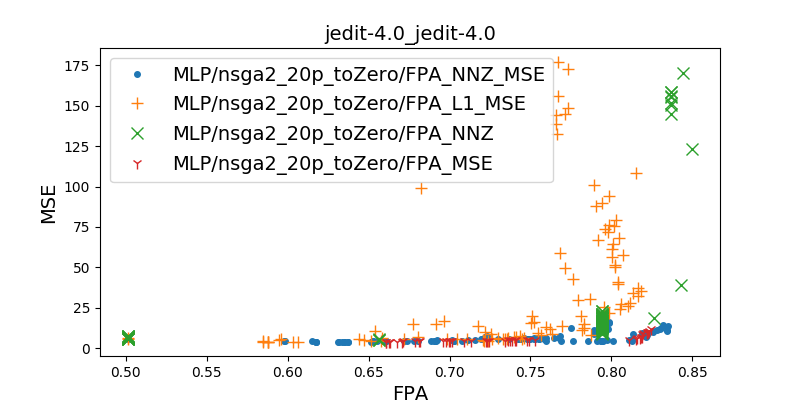 jedit-4.0_jedit-4.0
MLP/nsga2_20p_toZero/FPA_NNZ_MSE
MLP/nsga2_20p_toZero/FPA_L1_MSE
MLP/nsga2_20p_toZero/FPA_NNZ
MLP/nsga2_20p_toZero/FPA_MSE
MSE
175
150
125
100
75
50
25
0
0.50 0.55 0.60 0.65 0.70 0.75 0.80 0.85
FPA